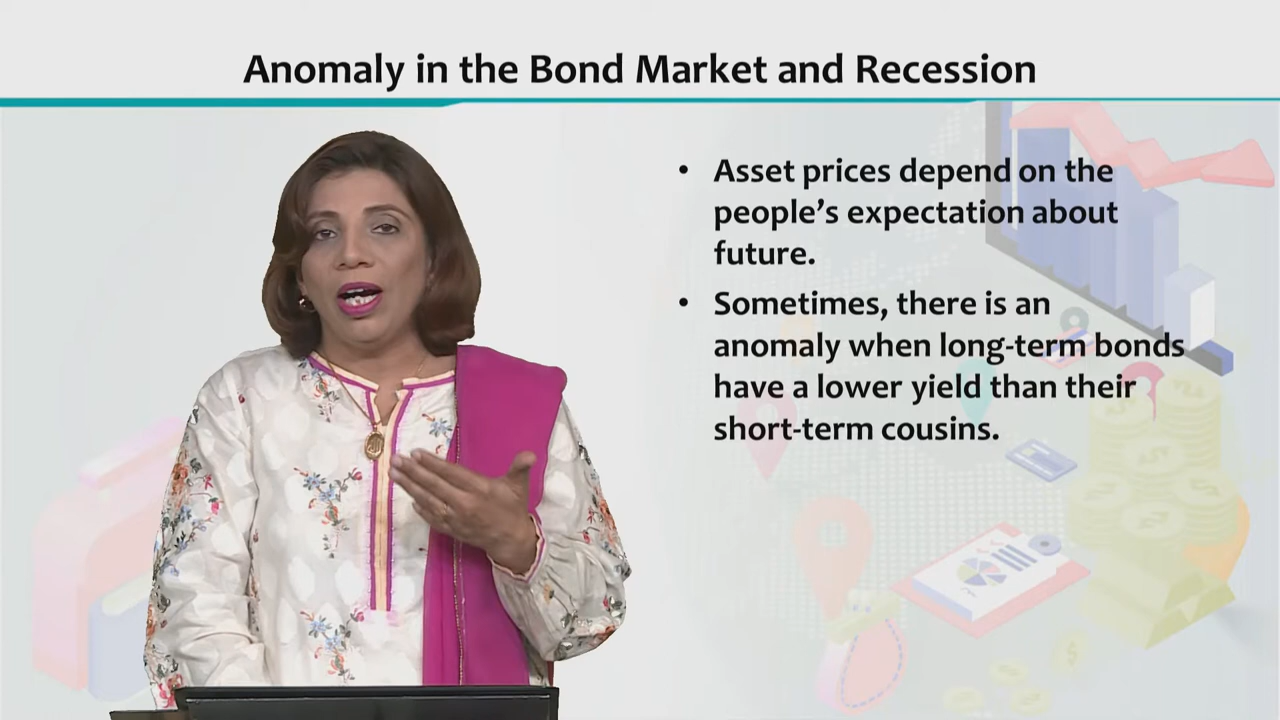 Anomaly in the Bond Market and Recession
• Asset prices depend on the
people’s expectation about
future.
• Sometimes, there is an
anomaly when long-term bonds
have a lower yield than their
short-term cousins.